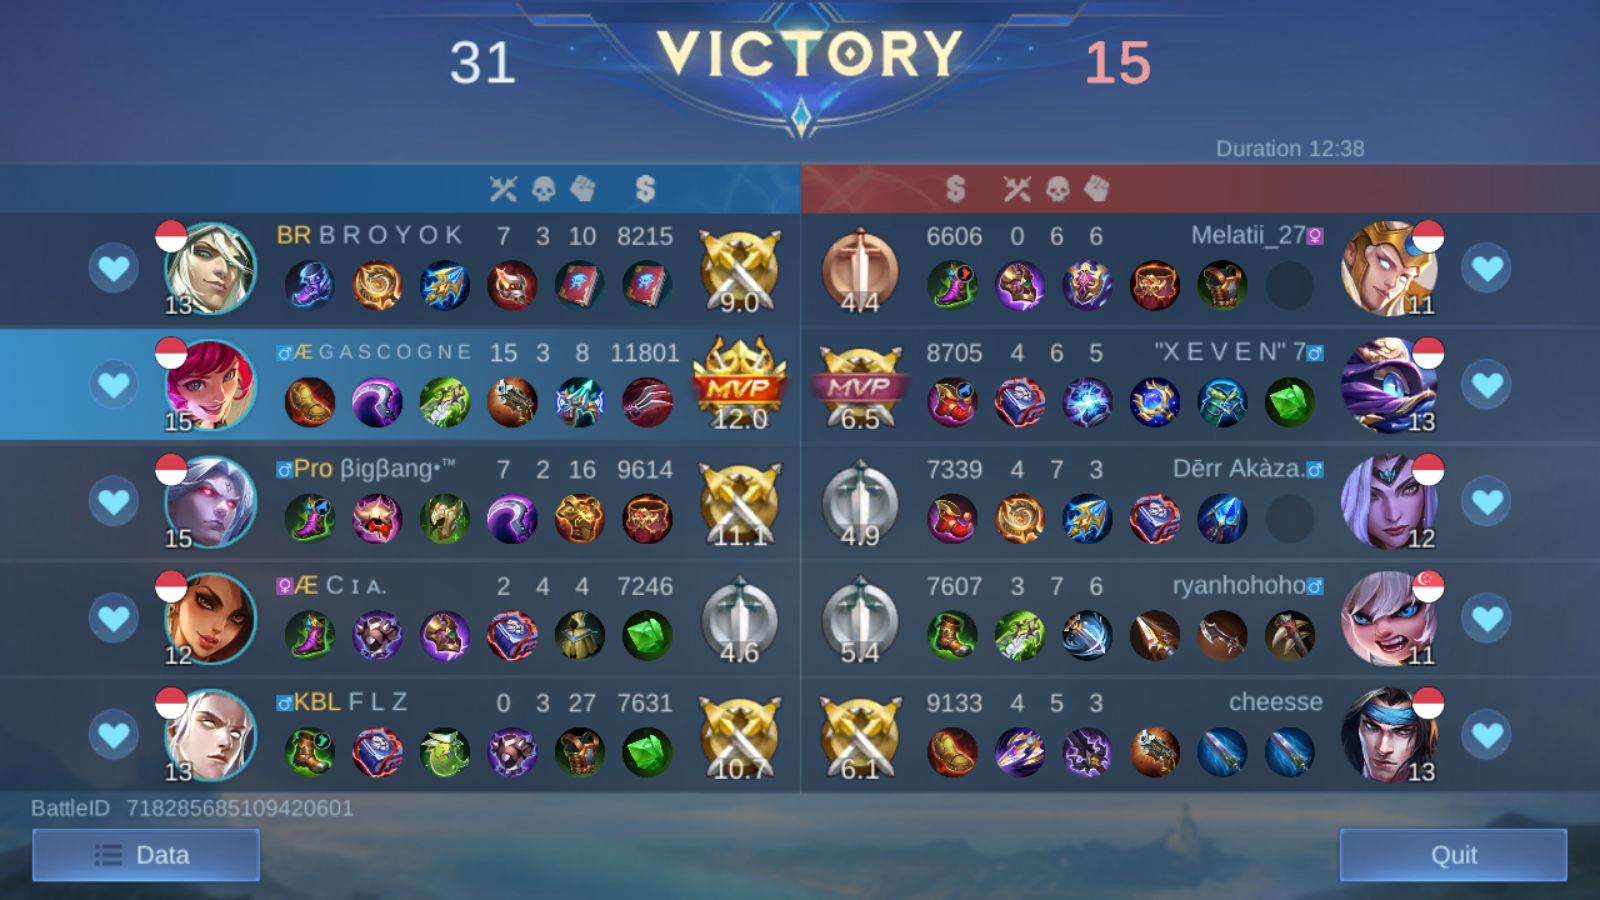 31 VICTORY 15
Duration 12:38
BR B R O Y O K 7 3 10 8215 9.0 13
4.4 6606 0 6 6 Melatii_27 11
Æ G A S C O G N E 15 3 8 11801 MVP 12.0 15
MVP 6.5 8705 4 6 5 "X E V E N" 7 13
Pro βigβang•™ 7 2 16 9614 11.1 15
4.9 7339 4 7 3 Dērr Akàza. 12
Æ C ɪ ᴀ. 2 4 4 7246 4.6 12
5.4 7607 3 7 6 ryanhohoho 11
KBL F L Z 0 3 27 7631 10.7 13
6.1 9133 4 5 3 cheesse 13
BattleID 718285685109420601
Data
Quit